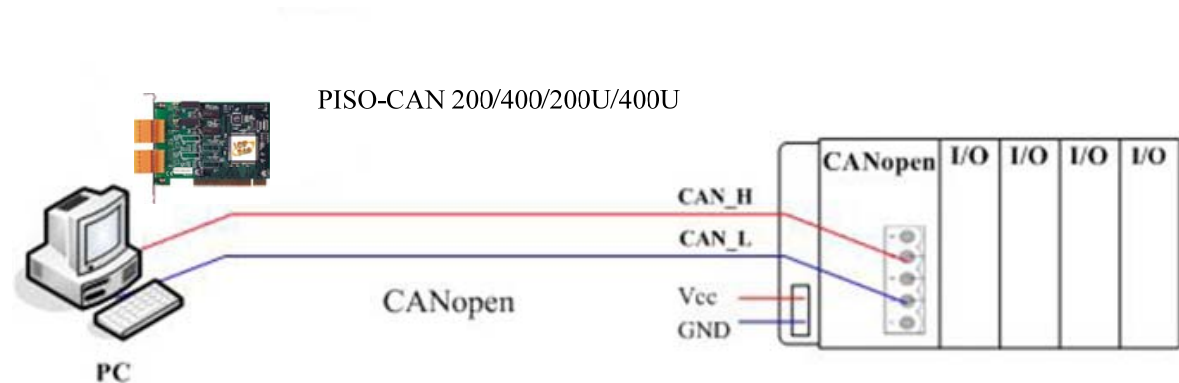 PISO-CAN 200/400/200U/400U
CANopen I/O I/O I/O I/O
CAN_H
CAN_L
Vcc
GND
CANopen
PC